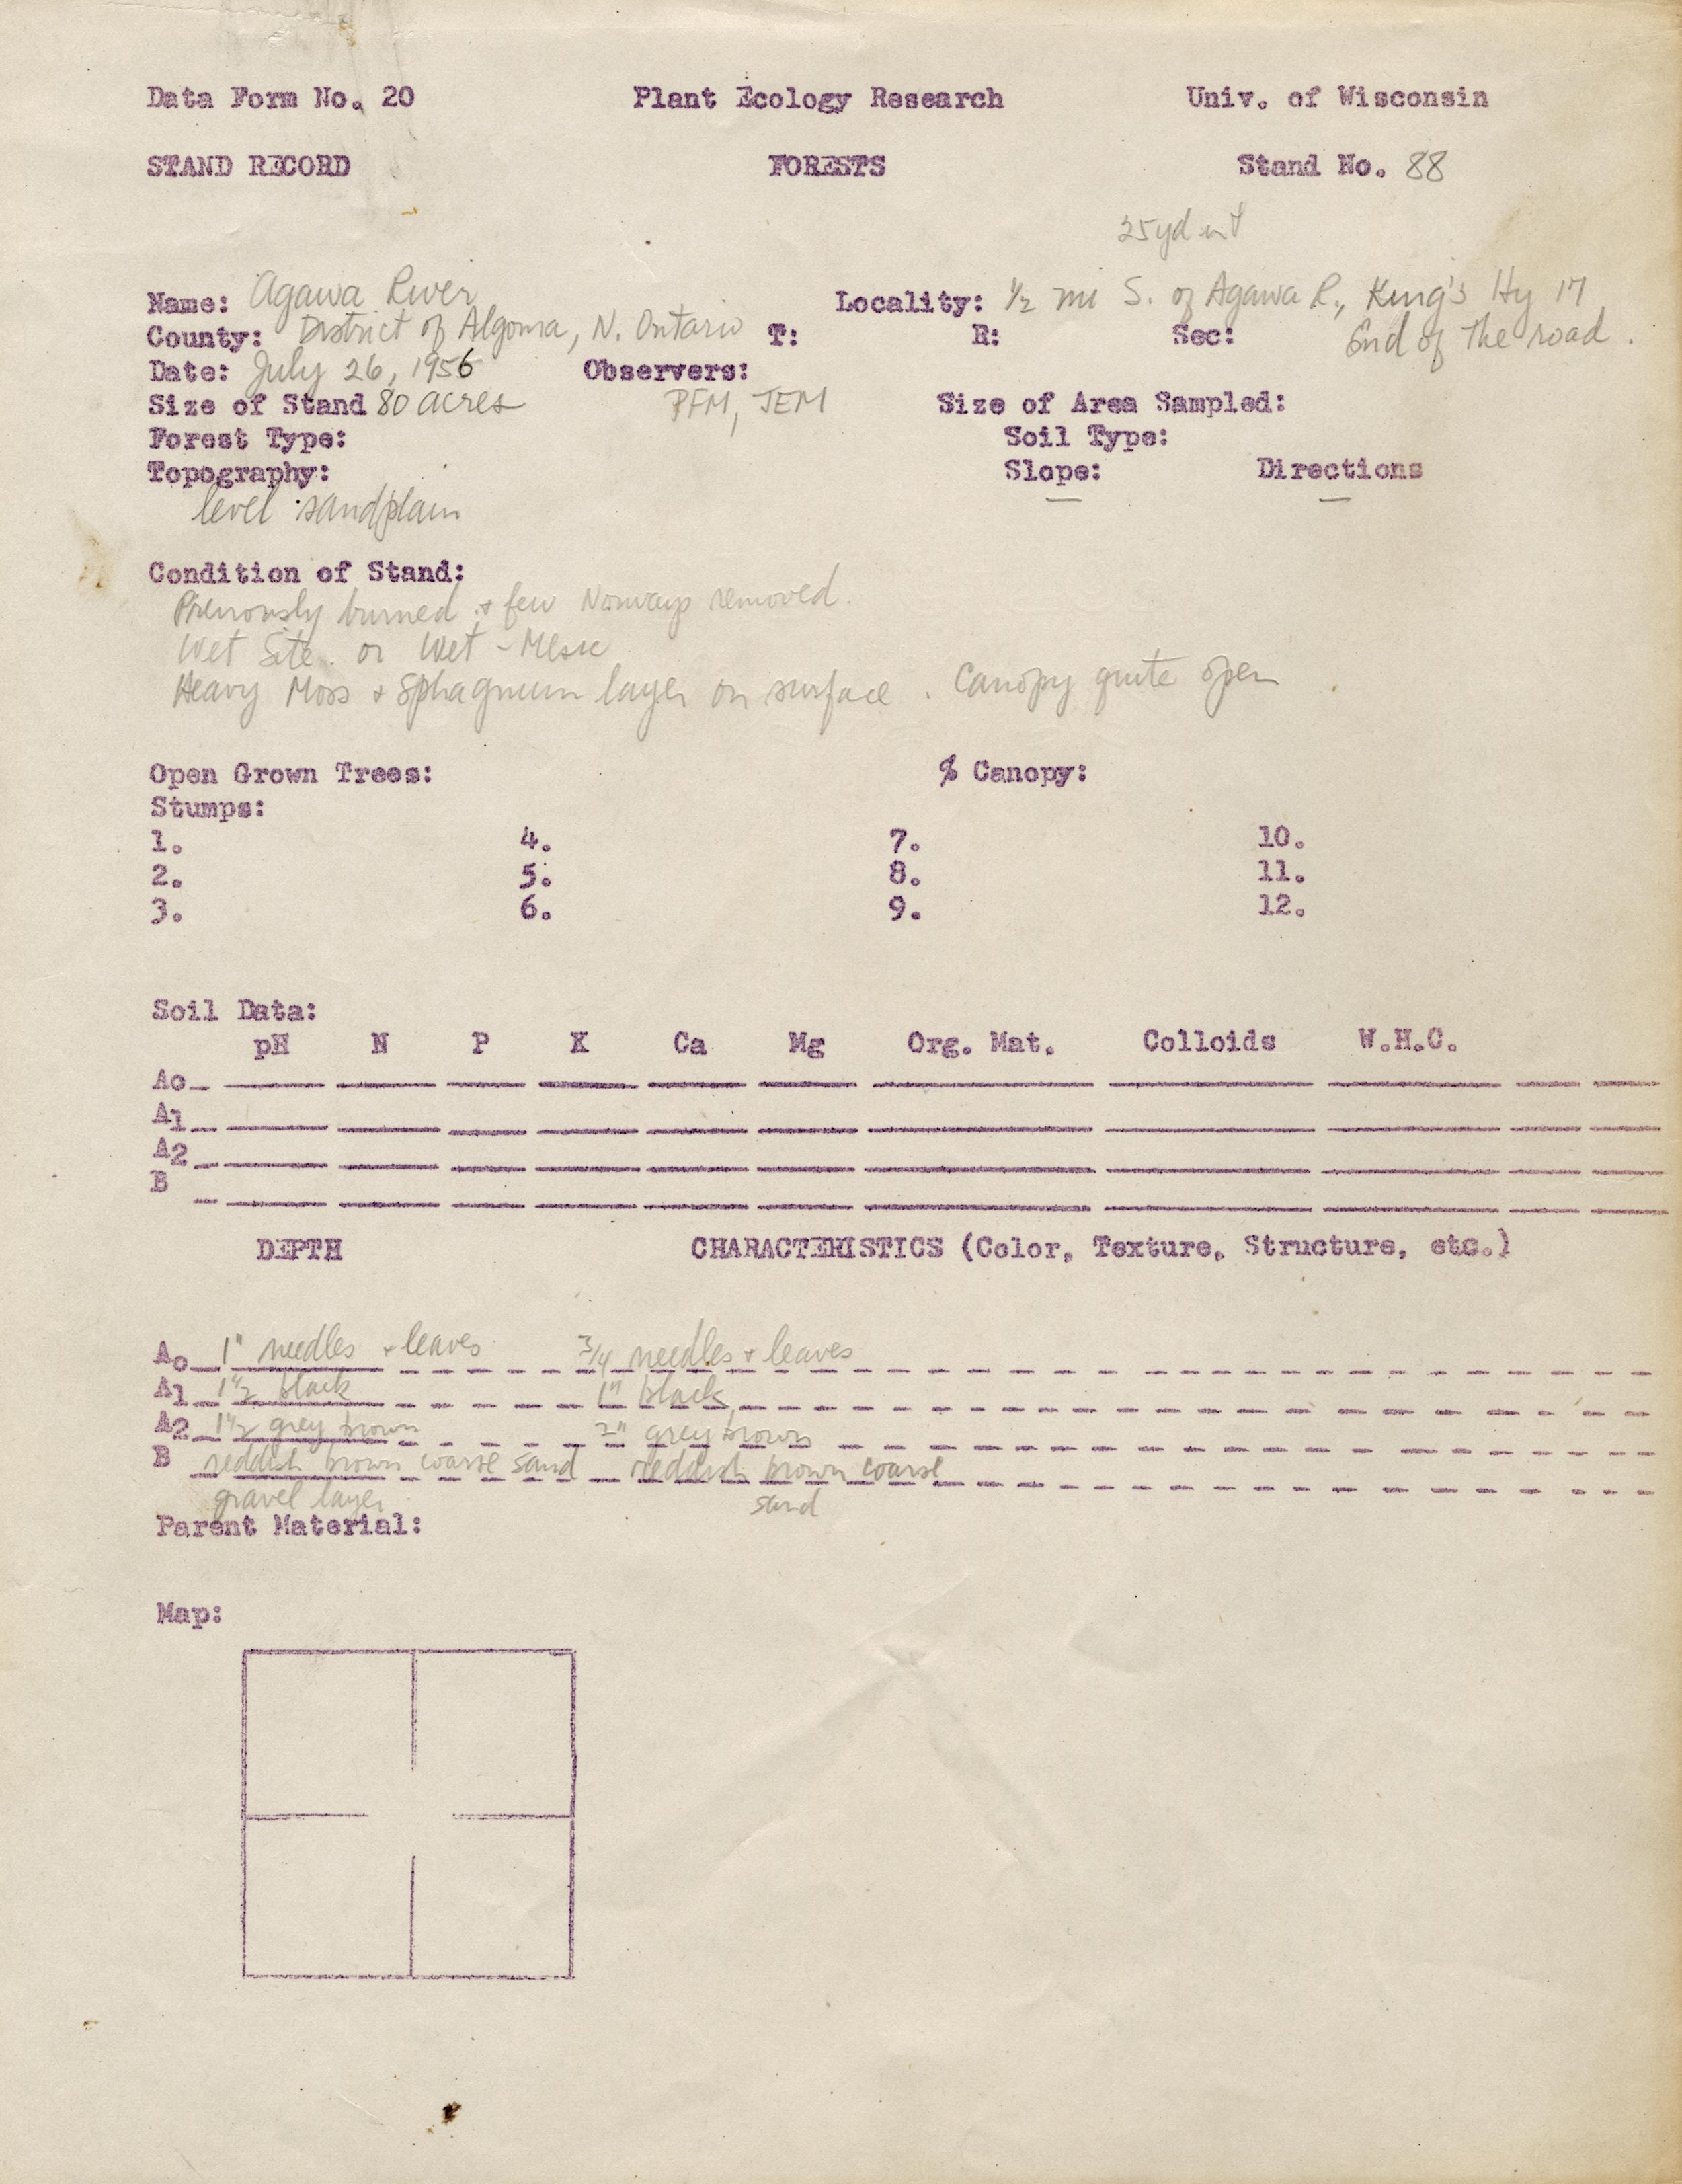 Data Form No. 20 Plant Ecology Research Univ. of Wisconsin
STAND RECORD FORESTS Stand No. 88
25yd
Name: Agawa River Locality: 1/2 mi S. of Agawa R., King's Hy 17
County: District of Algoma, N. Ontario T: R: Sec: End of the road.
Date: July 26, 1956 Observers:
Size of Stand 80 acres PFM, JEM Size of Area Sampled:
Forest Type: Soil Type:
Topography: Slope: Directions
level sandplain — —
Condition of Stand:
Previously burned & few Norways removed.
Wet Site. or Wet-Mesic
Heavy Moss & Sphagnum layer on surface. Canopy quite open
Open Grown Trees: % Canopy:
Stumps:
1. 4. 7. 10.
2. 5. 8. 11.
3. 6. 9. 12.
Soil Data:
pH N P K Ca Mg Org. Mat. Colloids W.H.C.
Ao
A1
A2
B
DEPTH CHARACTERISTICS (Color, Texture, Structure, etc.)
Ao 1" needles & leaves 3/4 needles & leaves
A1 1 1/2 black 1" black
A2 1 1/2 grey brown 2" grey brown
B reddish brown coarse sand reddish brown coarse
gravel layer sand
Parent Material:
Map: